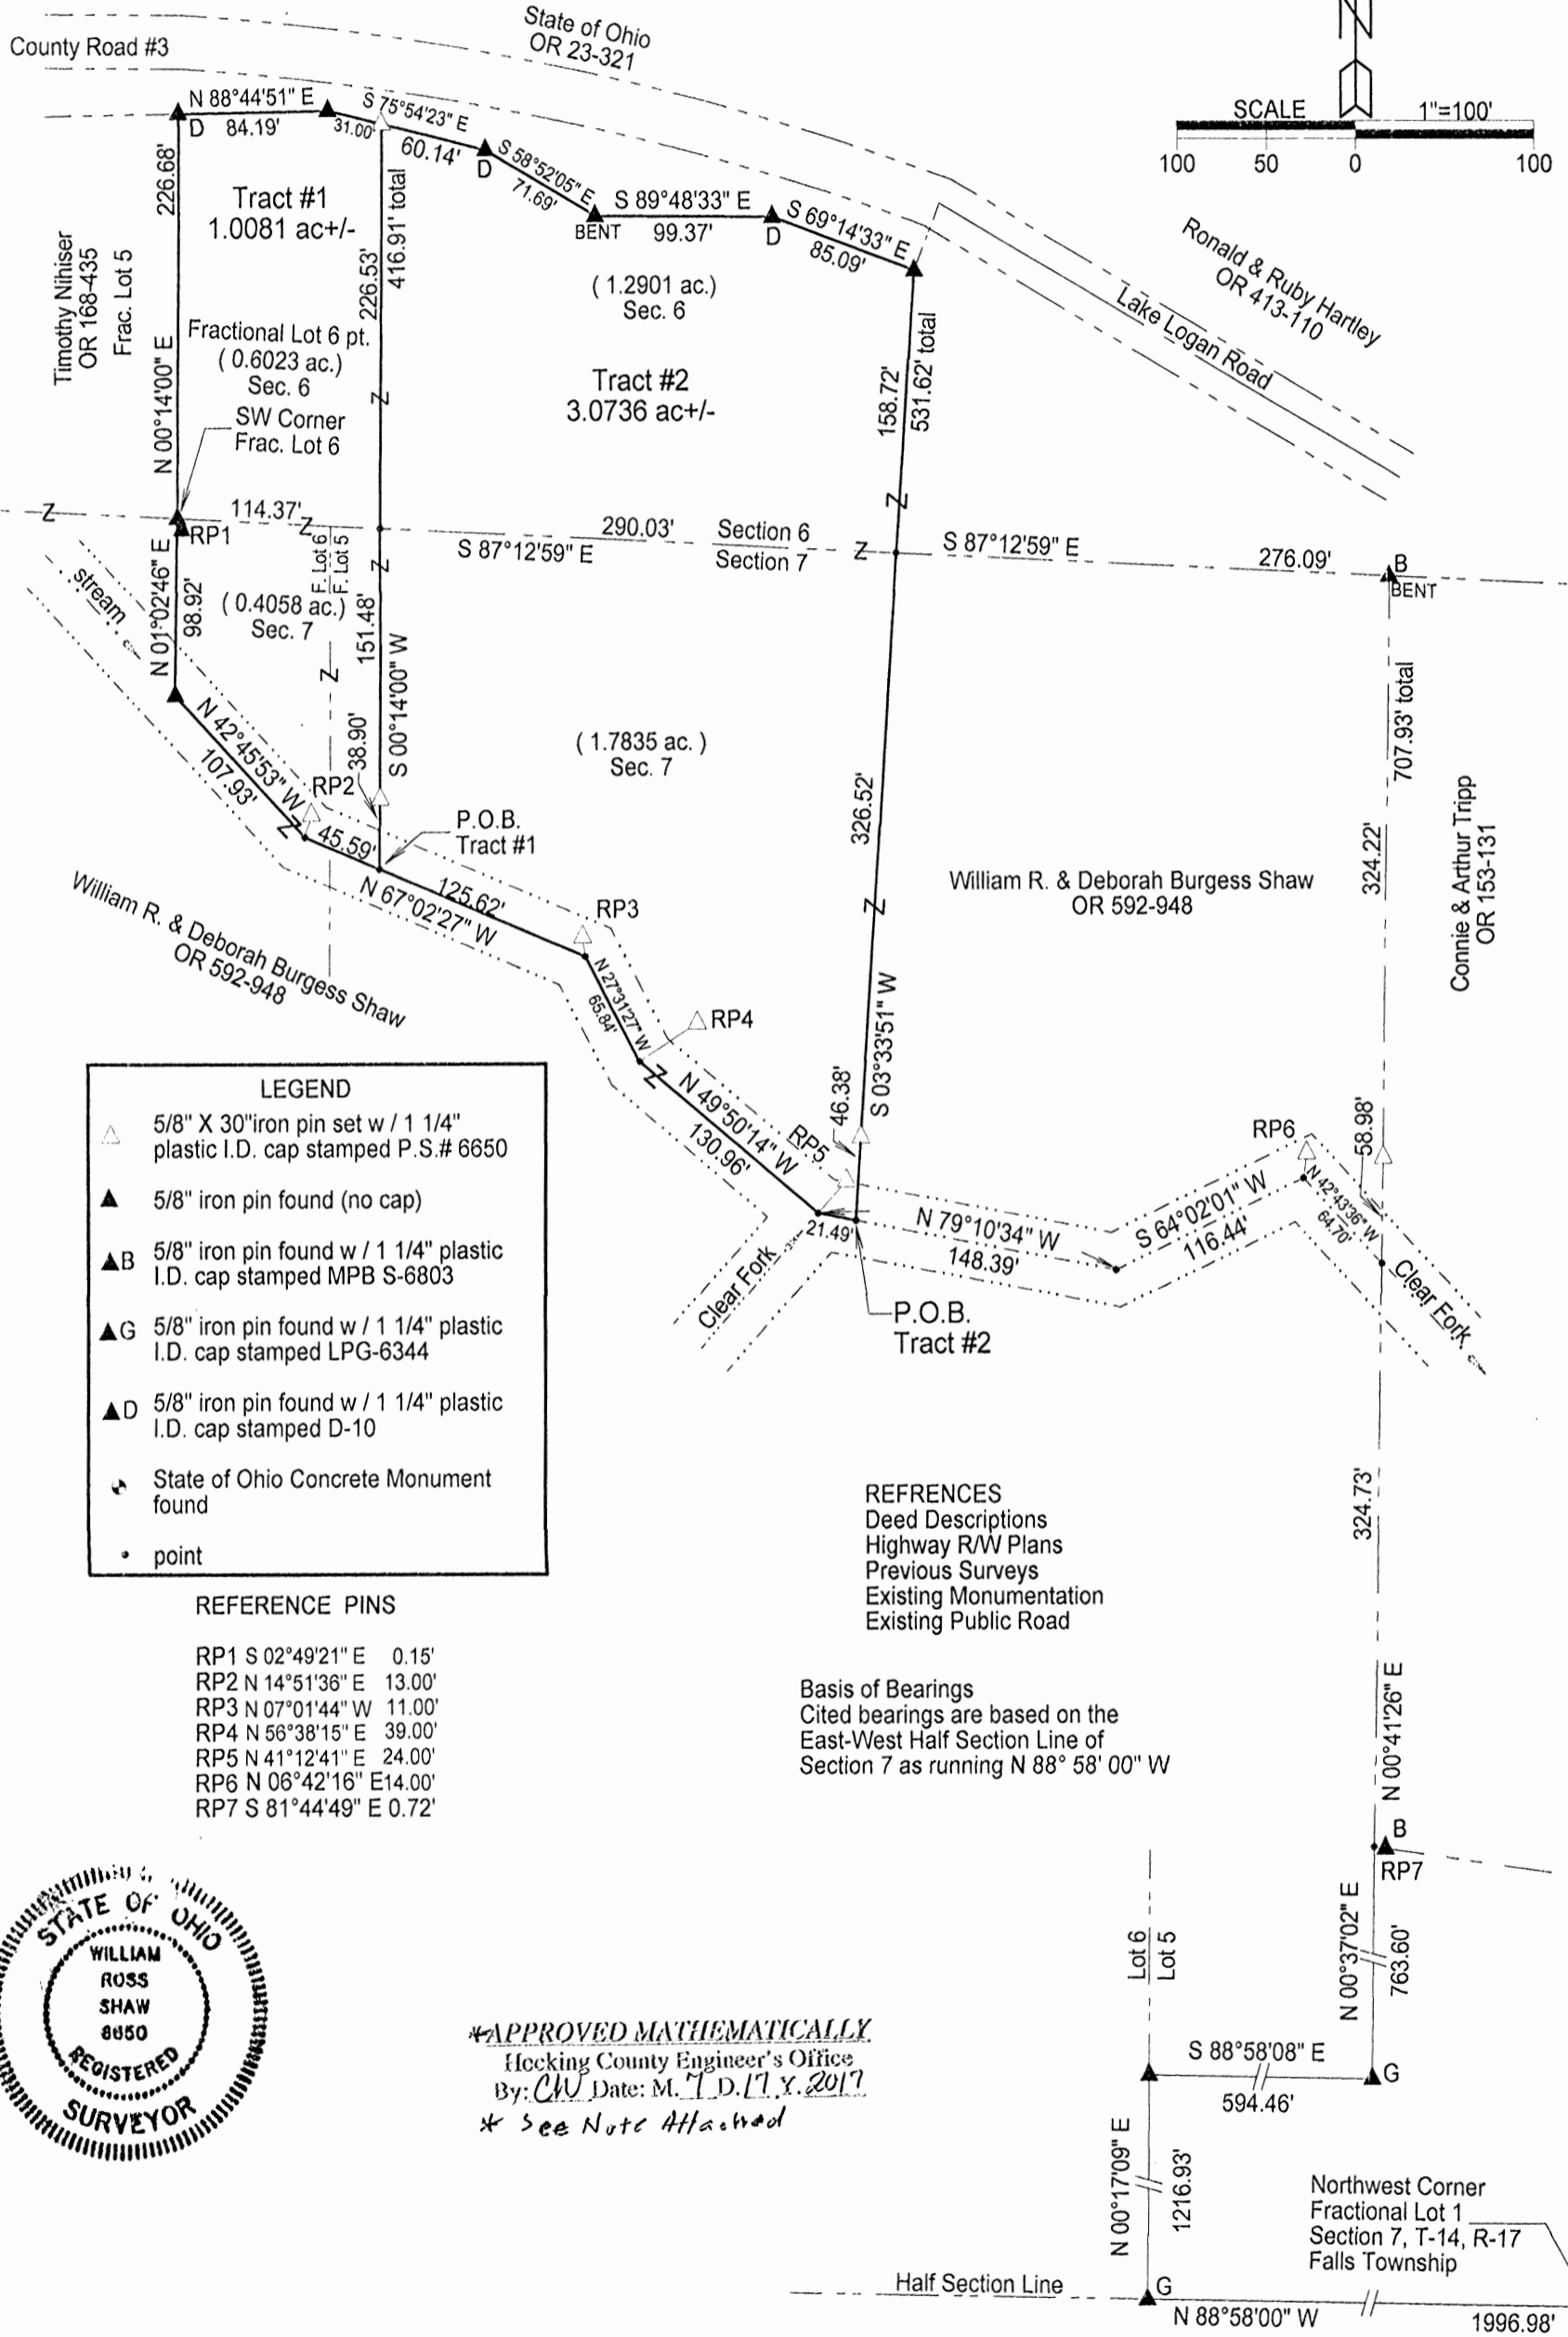 County Road #3
State of Ohio
OR 23-321
N
SCALE 1"=100'
100 50 0 100
N 88°44'51" E
D 84.19'
S 75°54'23" E
31.00'
60.14'
D
S 58°52'05" E
71.69'
BENT
S 89°48'33" E
99.37'
D
S 69°14'33" E
85.09'
Ronald & Ruby Hartley
OR 413-110
Lake Logan Road
226.68'
Tract #1
1.0081 ac+/-
226.53'
416.91' total
( 1.2901 ac.)
Sec. 6
Timothy Nihiser
OR 168-435
Frac. Lot 5
N 00°14'00" E
Fractional Lot 6 pt.
( 0.6023 ac.)
Sec. 6
SW Corner
Frac. Lot 6
Z
Tract #2
3.0736 ac+/-
158.72'
531.62' total
Z
Z
114.37'
Z
RP1
290.03'
Section 6
S 87°12'59" E
Section 7
Z
S 87°12'59" E
276.09'
B
BENT
stream
N 01°02'46" E
98.92'
F. Lot 6
F. Lot 5
Z
( 0.4058 ac.)
Sec. 7
151.48'
S 00°14'00" W
Z
38.90'
( 1.7835 ac. )
Sec. 7
707.93' total
N 42°45'53" W
107.93'
RP2
Z
45.59'
P.O.B.
Tract #1
326.52'
324.22'
Connie & Arthur Tripp
OR 153-131
125.62'
N 67°02'27" W
RP3
Z
William R. & Deborah Burgess Shaw
OR 592-948
William R. & Deborah Burgess Shaw
OR 592-948
N 27°31'27" W
65.84'
RP4
Z
N 49°50'14" W
130.96'
RP5
46.38'
S 03°33'51" W
21.49'
N 79°10'34" W
148.39'
S 64°02'01" W
116.44'
RP6
N 42°43'36" W
64.70'
58.98'
Clear Fork
Clear Fork
P.O.B.
Tract #2
LEGEND
5/8" X 30"iron pin set w / 1 1/4"
plastic I.D. cap stamped P.S.# 6650
5/8" iron pin found (no cap)
B 5/8" iron pin found w / 1 1/4" plastic
I.D. cap stamped MPB S-6803
G 5/8" iron pin found w / 1 1/4" plastic
I.D. cap stamped LPG-6344
D 5/8" iron pin found w / 1 1/4" plastic
I.D. cap stamped D-10
State of Ohio Concrete Monument
found
point
REFERENCE PINS
RP1 S 02°49'21" E 0.15'
RP2 N 14°51'36" E 13.00'
RP3 N 07°01'44" W 11.00'
RP4 N 56°38'15" E 39.00'
RP5 N 41°12'41" E 24.00'
RP6 N 06°42'16" E14.00'
RP7 S 81°44'49" E 0.72'
REFRENCES
Deed Descriptions
Highway R/W Plans
Previous Surveys
Existing Monumentation
Existing Public Road
Basis of Bearings
Cited bearings are based on the
East-West Half Section Line of
Section 7 as running N 88° 58' 00" W
324.73'
N 00°41'26" E
B
RP7
N 00°37'02" E
763.60'
Lot 6
Lot 5
S 88°58'08" E
594.46'
G
N 00°17'09" E
1216.93'
Northwest Corner
Fractional Lot 1
Section 7, T-14, R-17
Falls Township
Half Section Line
G
N 88°58'00" W
1996.98'
STATE OF OHIO
WILLIAM
ROSS
SHAW
6650
REGISTERED
SURVEYOR
*APPROVED MATHEMATICALLY
Hocking County Engineer's Office
By: CW Date: M. 7 D. 17 Y. 2017
* See Note Attached